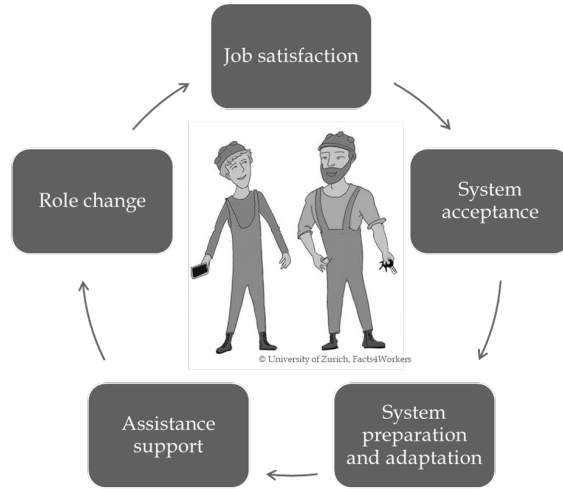 Job satisfaction
System
acceptance
System
preparation
and adaptation
Assistance
support
Role change
© University of Zurich, Facts4Workers